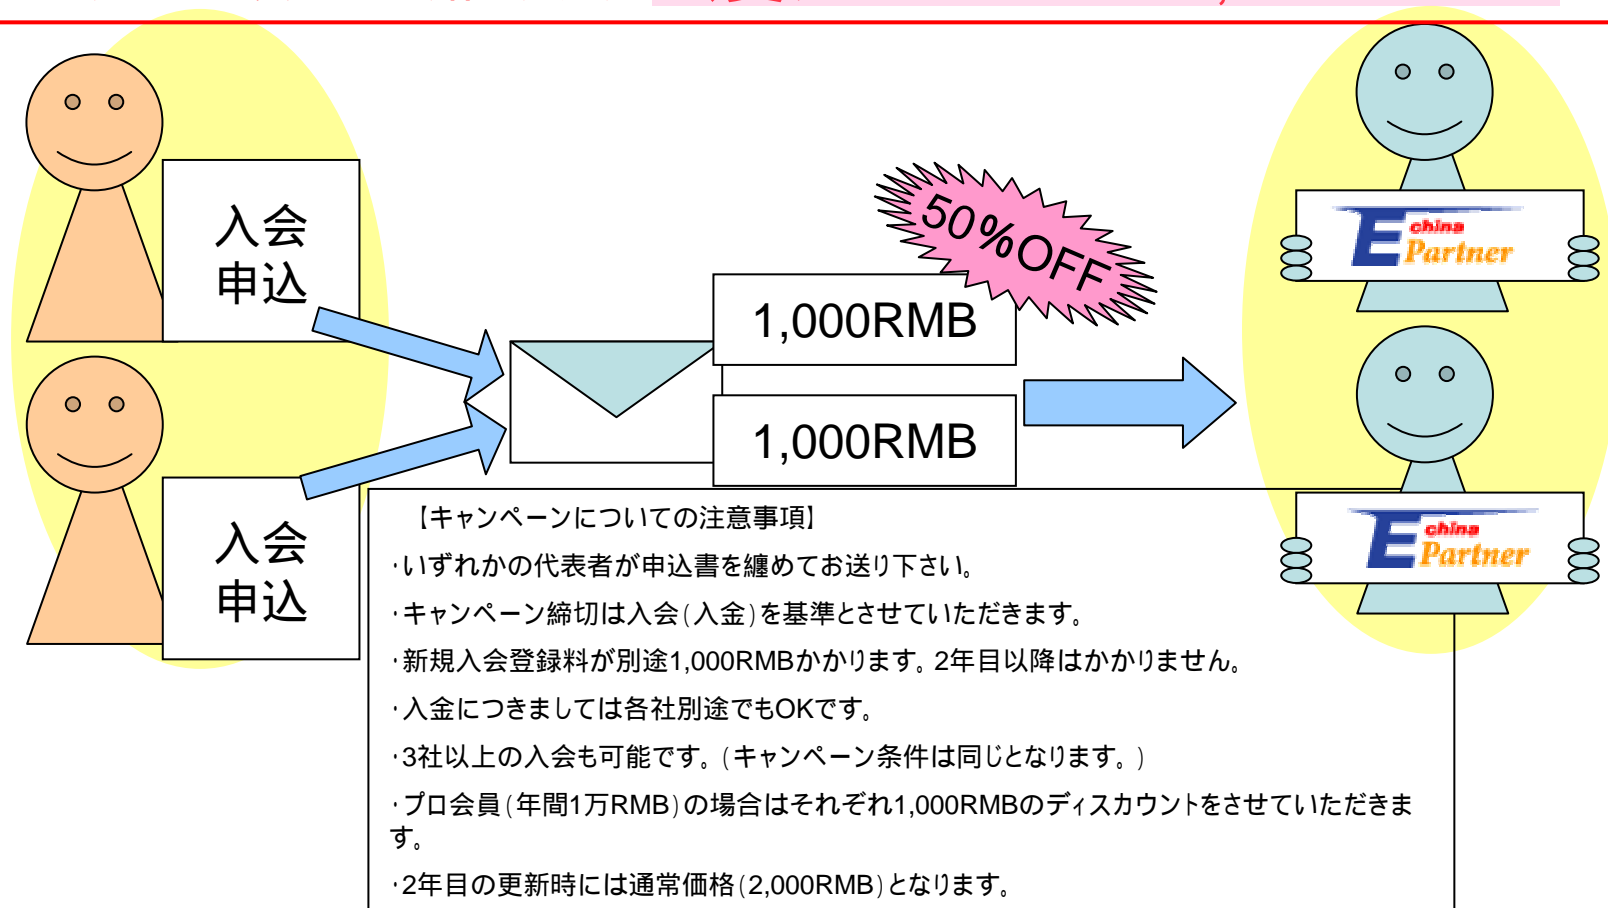 入会
申込
50%OFF
1,000RMB
1,000RMB
入会
申込
E china
Partner
E china
Partner
【キャンペーンについての注意事項】
・いずれかの代表者が申込書を纏めてお送り下さい。
・キャンペーン締切は入会(入金)を基準とさせていただきます。
・新規入会登録料が別途1,000RMBかかります。2年目以降はかかりません。
・入金につきましては各社別途でもOKです。
・3社以上の入会も可能です。(キャンペーン条件は同じとなります。)
・プロ会員(年間1万RMB)の場合はそれぞれ1,000RMBのディスカウントをさせていただきま
す。
・2年目の更新時には通常価格(2,000RMB)となります。